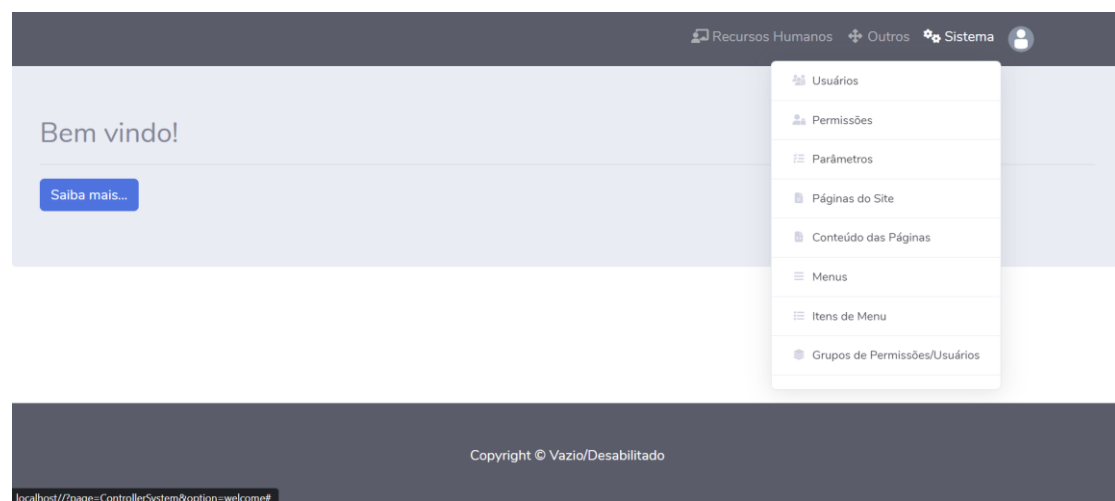 Recursos Humanos Outros Sistema
Usuários
Permissões
Bem vindo!
Parâmetros
Saiba mais...
Páginas do Site
Conteúdo das Páginas
Menus
Itens de Menu
Grupos de Permissões/Usuários
Copyright © Vazio/Desabilitado
localhost//?page=ControllerSystem&option=welcome#